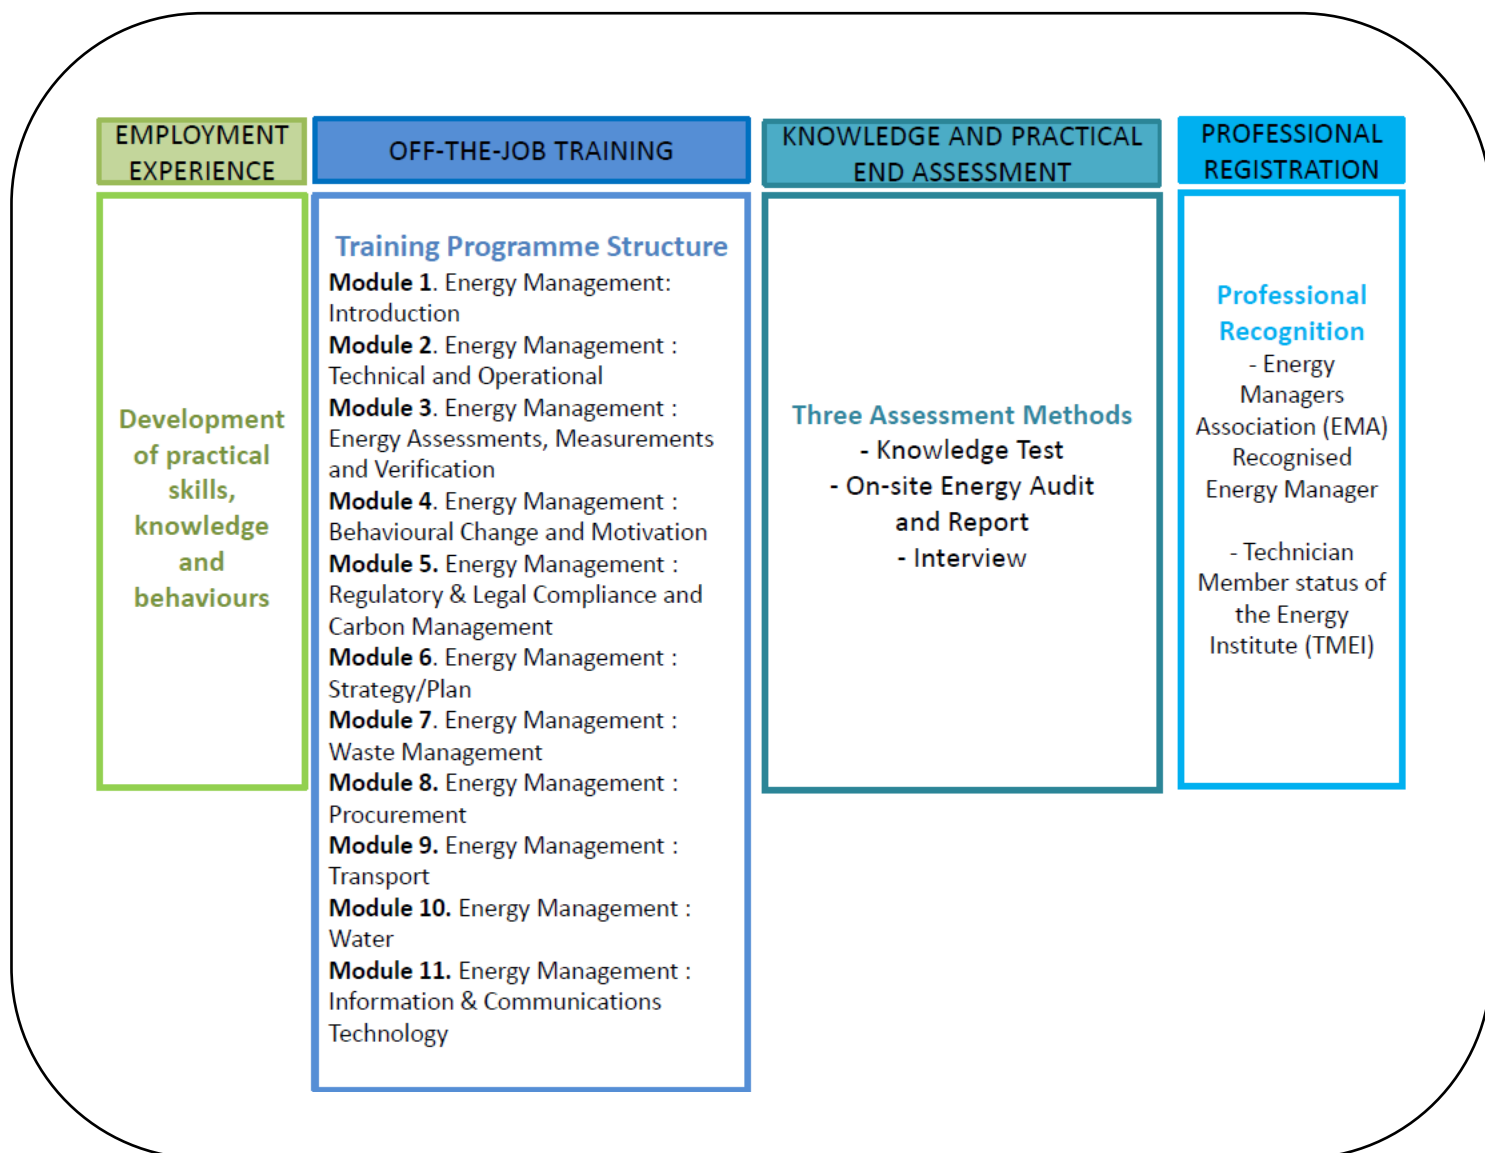 EMPLOYMENT
EXPERIENCE
Development
of practical
skills,
knowledge
and
behaviours
OFF-THE-JOB TRAINING
Training Programme Structure
Module 1. Energy Management:
Introduction
Module 2. Energy Management :
Technical and Operational
Module 3. Energy Management :
Energy Assessments, Measurements
and Verification
Module 4. Energy Management :
Behavioural Change and Motivation
Module 5. Energy Management :
Regulatory & Legal Compliance and
Carbon Management
Module 6. Energy Management :
Strategy/Plan
Module 7. Energy Management :
Waste Management
Module 8. Energy Management :
Procurement
Module 9. Energy Management :
Transport
Module 10. Energy Management :
Water
Module 11. Energy Management :
Information & Communications
Technology
KNOWLEDGE AND PRACTICAL
END ASSESSMENT
Three Assessment Methods
- Knowledge Test
- On-site Energy Audit
and Report
- Interview
PROFESSIONAL
REGISTRATION
Professional
Recognition
- Energy
Managers
Association (EMA)
Recognised
Energy Manager
- Technician
Member status of
the Energy
Institute (TMEI)